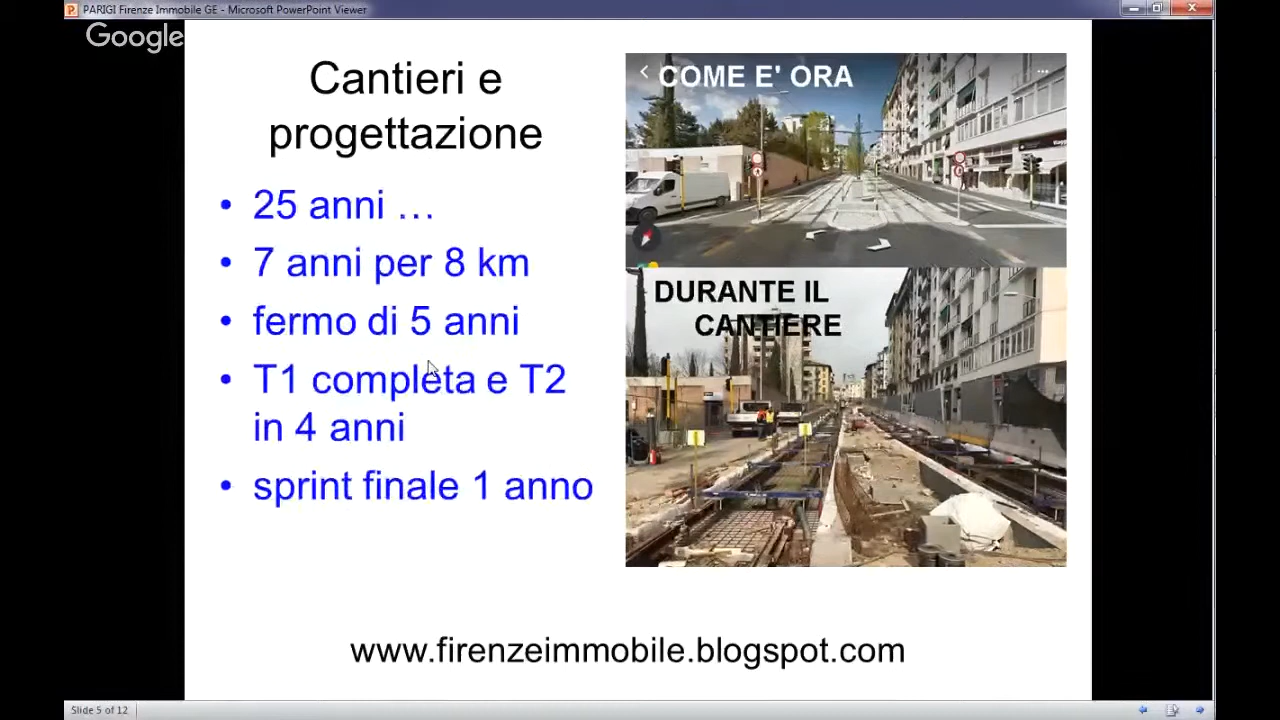 PARIGI Firenze Immobile GE - Microsoft PowerPoint Viewer
Google
Cantieri e
progettazione
• 25 anni …
• 7 anni per 8 km
• fermo di 5 anni
• T1 completa e T2
in 4 anni
• sprint finale 1 anno
COME E' ORA
DURANTE IL
CANTIERE
www.firenzeimmobile.blogspot.com
Slide 5 of 12